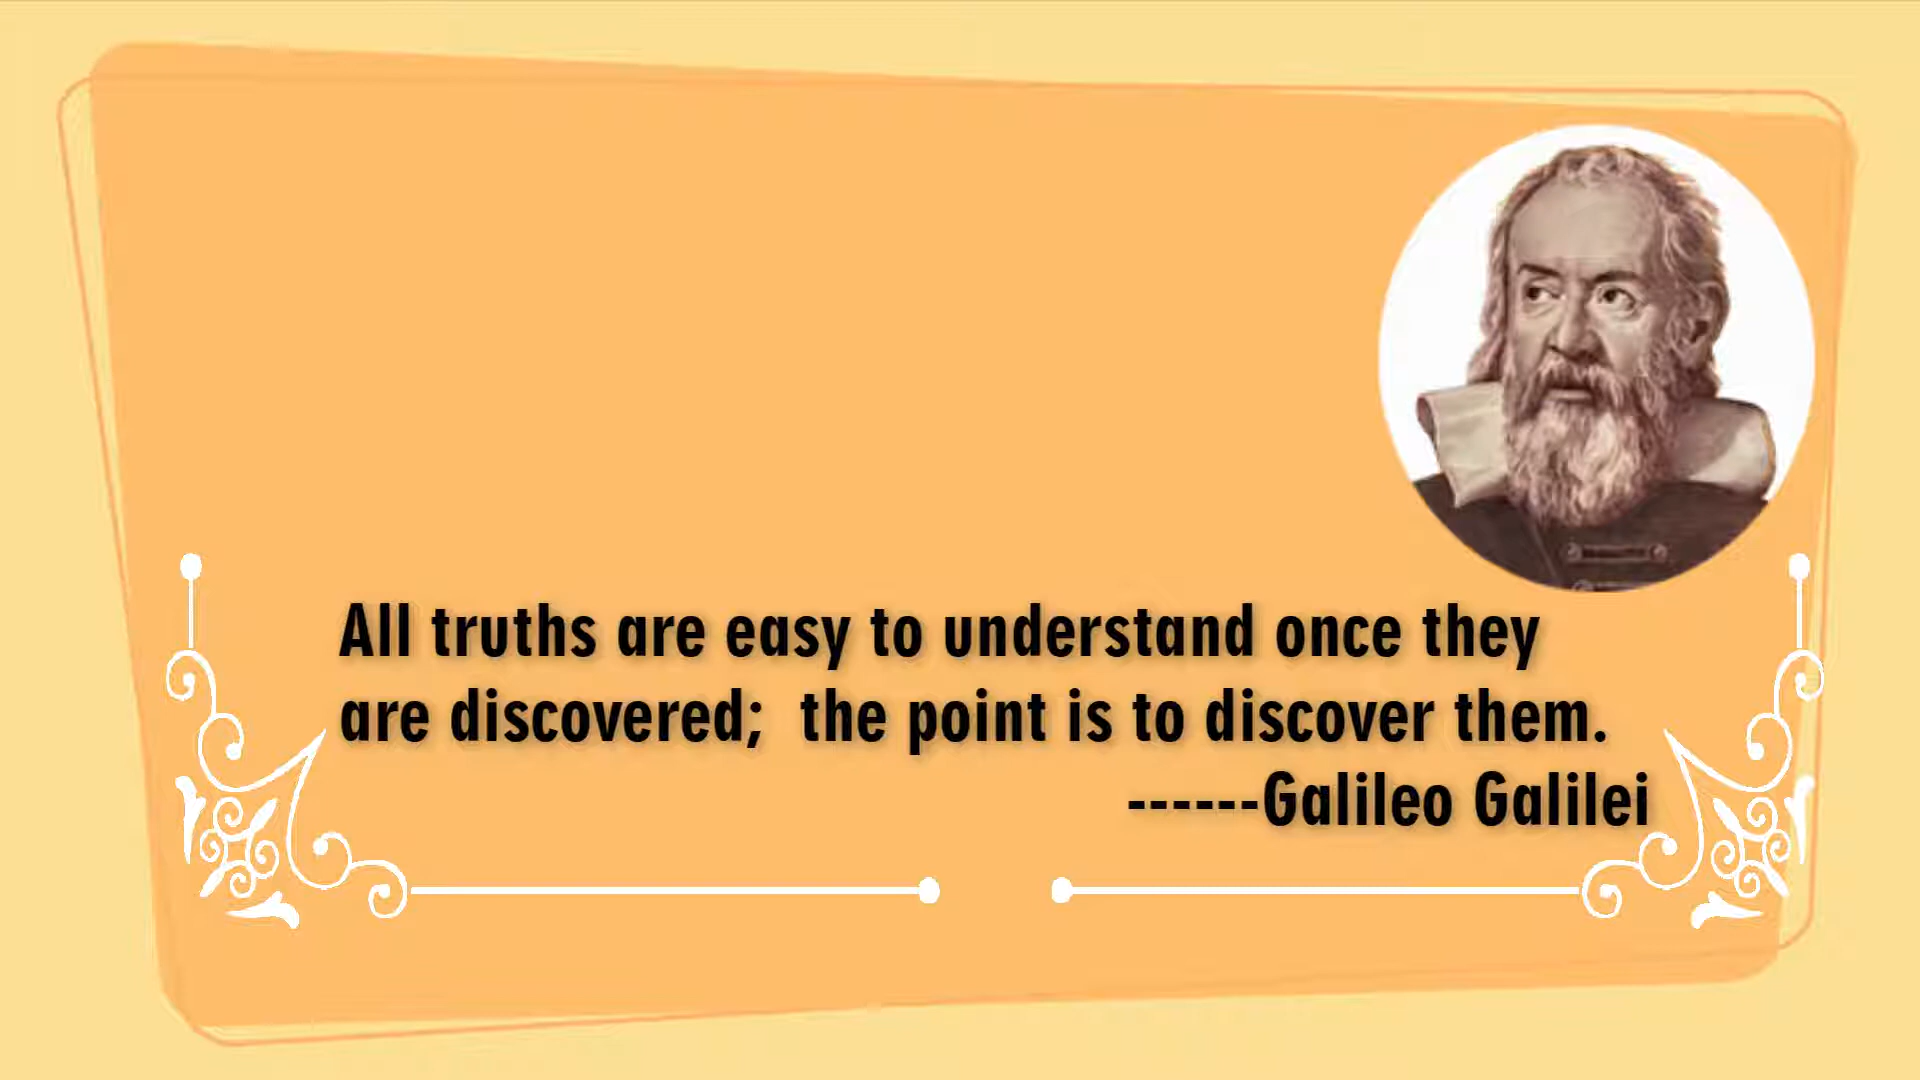 All truths are easy to understand once they
are discovered;  the point is to discover them.
------Galileo Galilei